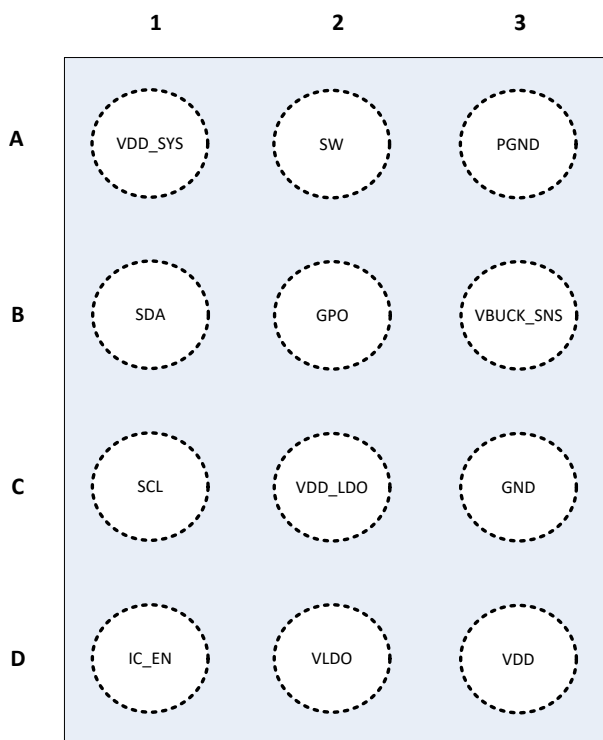 1 2 3
A VDD_SYS SW PGND
B SDA GPO VBUCK_SNS
C SCL VDD_LDO GND
D IC_EN VLDO VDD